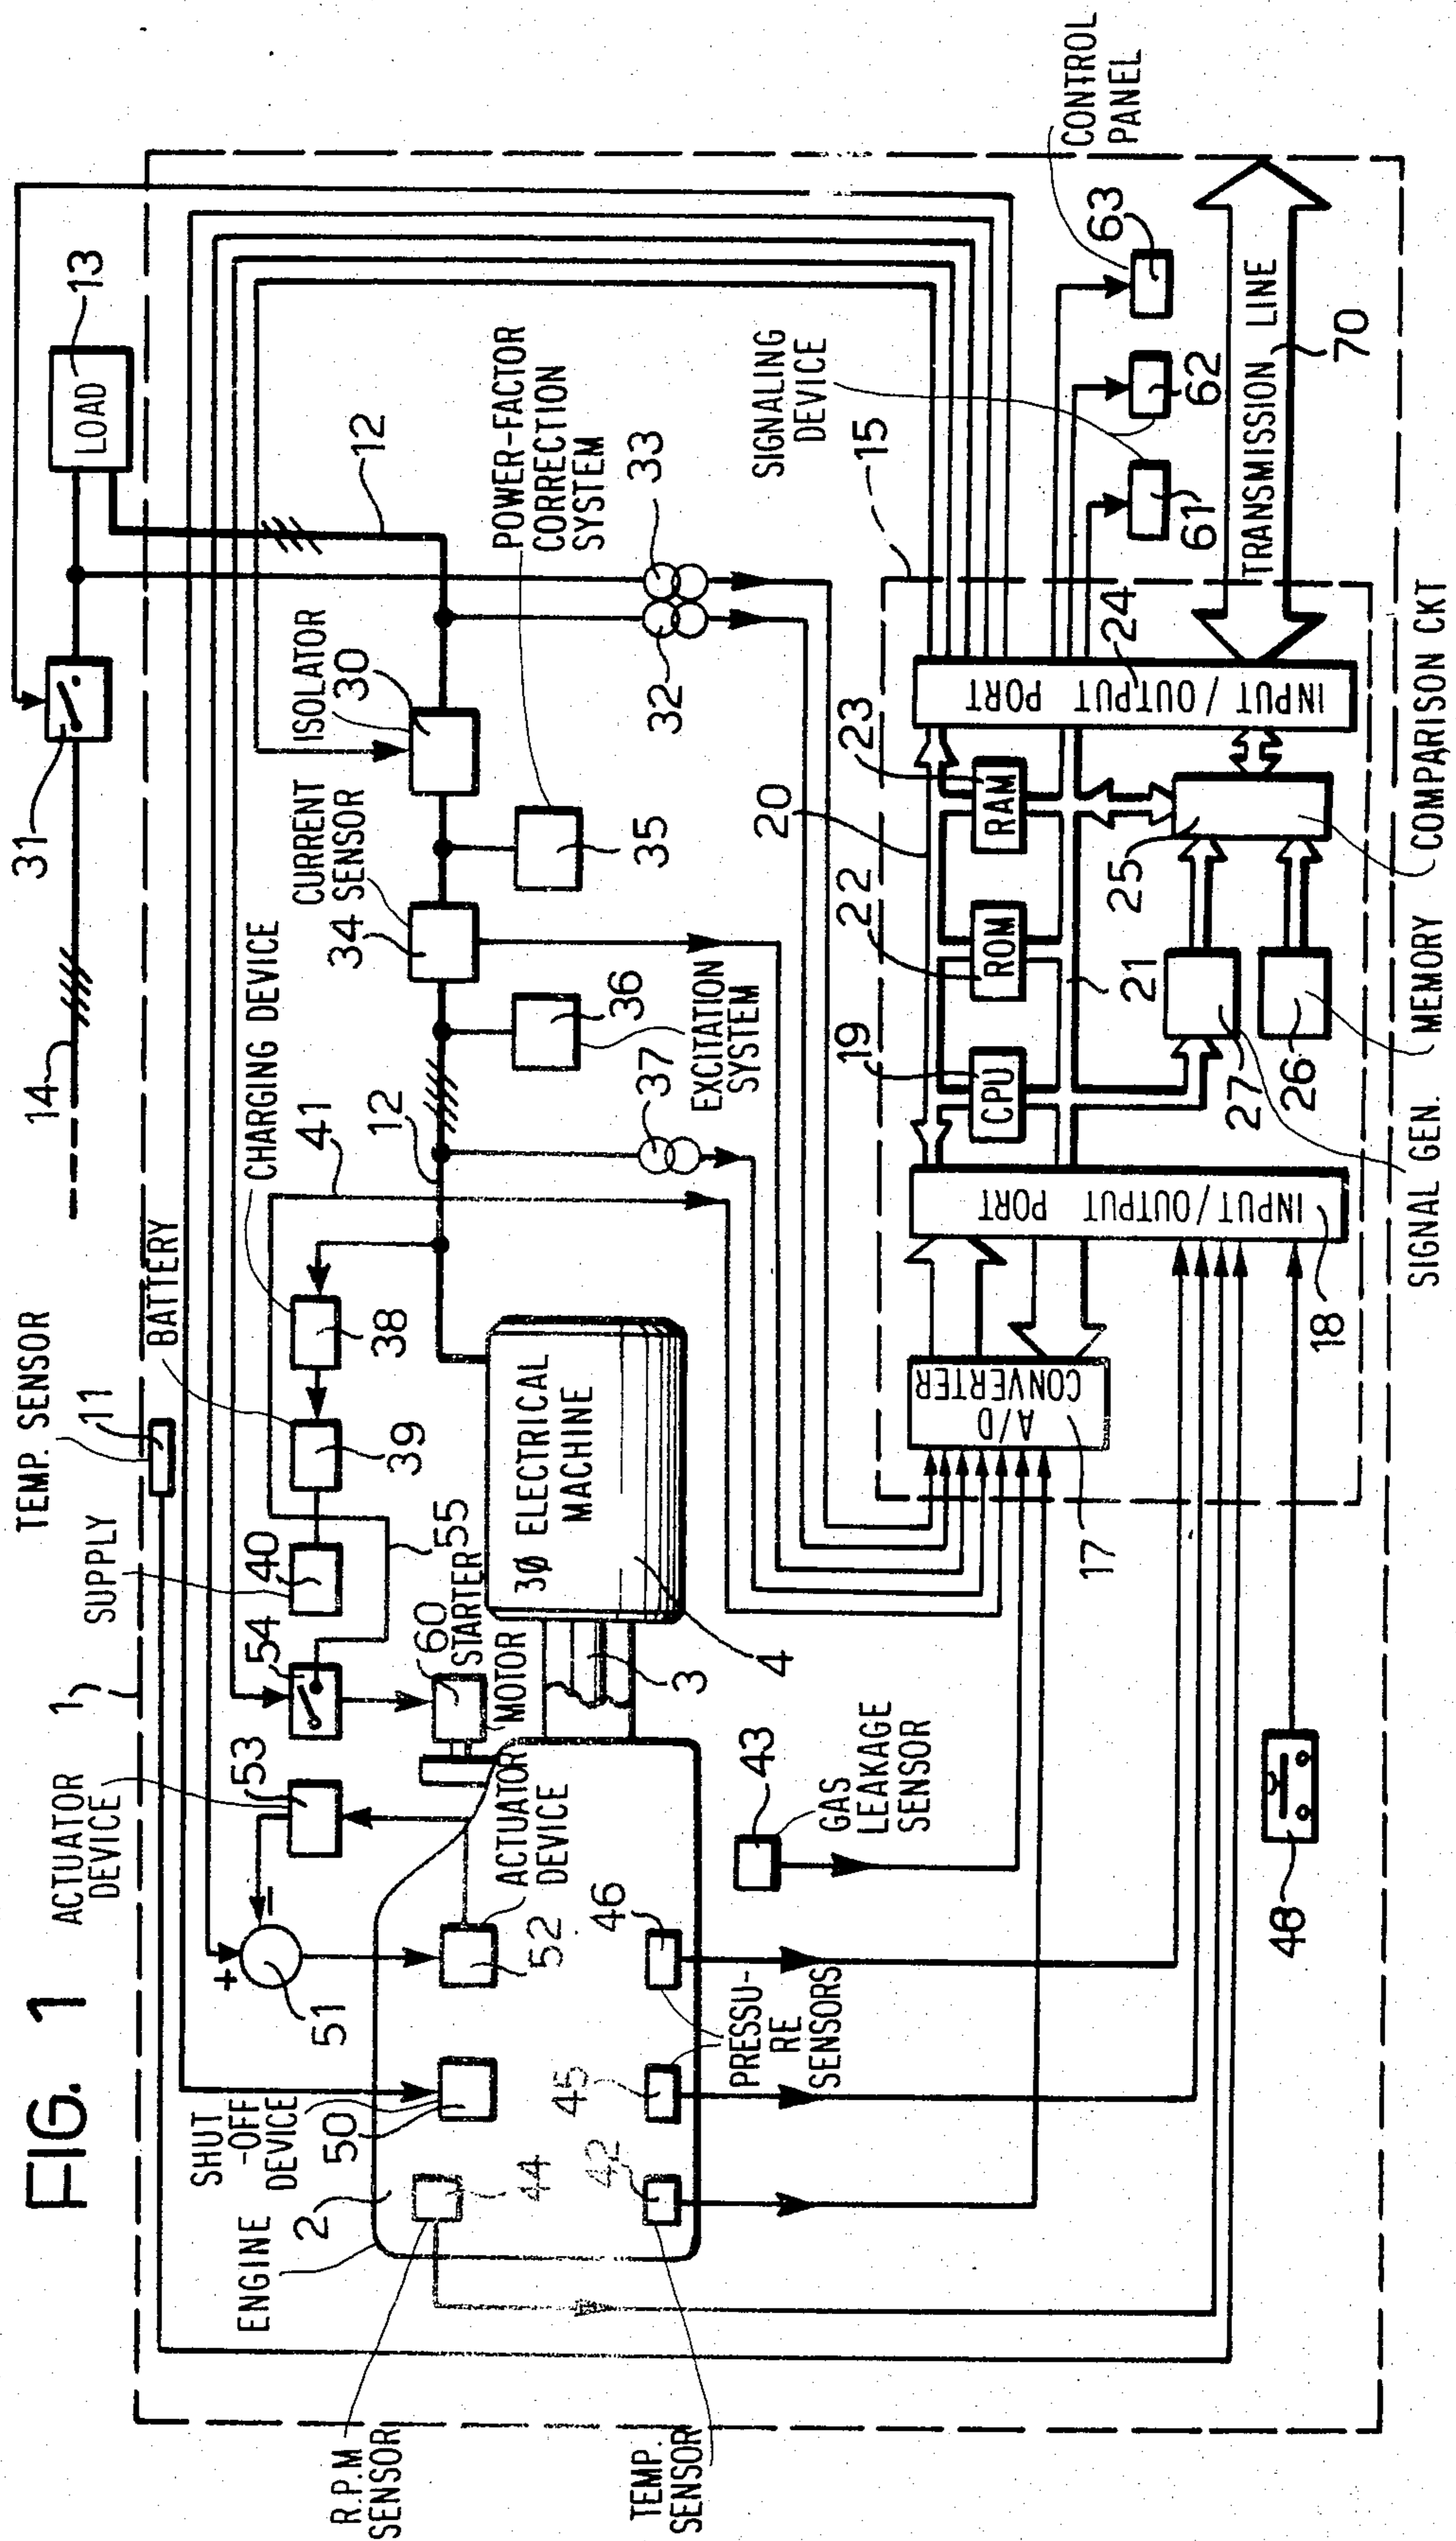 FIG. 1
TEMP. SENSOR
11
SUPPLY
BATTERY
1
ACTUATOR
DEVICE
53
54
40
39
38
41
CHARGING DEVICE
14
31
LOAD
13
+
-
51
55
12
CURRENT
SENSOR
34
ISOLATOR
30
12
SHUT
-OFF
DEVICE
50
ENGINE
2
44
52
ACTUATOR
DEVICE
60
STARTER
MOTOR
3Ø ELECTRICAL
MACHINE
3
4
36
EXCITATION
SYSTEM
37
35
POWER-FACTOR
CORRECTION
SYSTEM
32
33
R.P.M
SENSOR
TEMP.
SENSOR
42
45
46
PRESSU-
RE
SENSORS
43
GAS
LEAKAGE
SENSOR
48
SIGNALING
DEVICE
15
17
A/D
CONVERTER
18
INPUT/OUTPUT PORT
19
CPU
22
ROM
23
RAM
20
21
24
INPUT/OUTPUT PORT
25
26
27
61
62
63
CONTROL
PANEL
TRANSMISSION LINE
70
SIGNAL GEN.
MEMORY
COMPARISON CKT